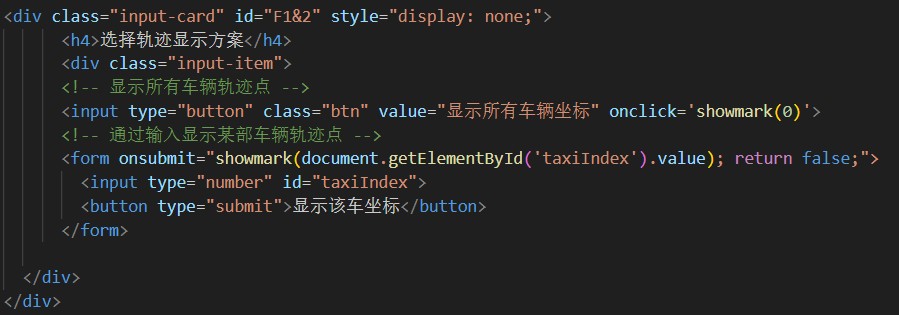 <div class="input-card" id="F1&2" style="display: none;">
<h4>选择轨迹显示方案</h4>
<div class="input-item">
<!-- 显示所有车辆轨迹点 -->
<input type="button" class="btn" value="显示所有车辆坐标" onclick='showmark(0)'>
<!-- 通过输入显示某部车辆轨迹点 -->
<form onsubmit="showmark(document.getElementById('taxiIndex').value); return false;">
<input type="number" id="taxiIndex">
<button type="submit">显示该车坐标</button>
</form>
</div>
</div>